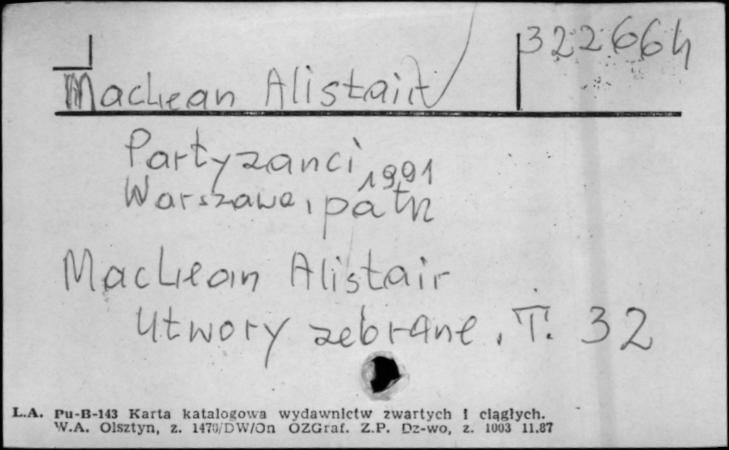 322664
MacLean Alistair
Partyzanci
1991
Warszawa, patrz
MacLean Alistair
Utwory zebrane. T. 32
L.A. Pu-B-143 Karta katalogowa wydawnictw zwartych i ciągłych.
W.A. Olsztyn, z. 1470/DW/On OZGraf. Z.P. Dz-wo, z. 1003 11.87